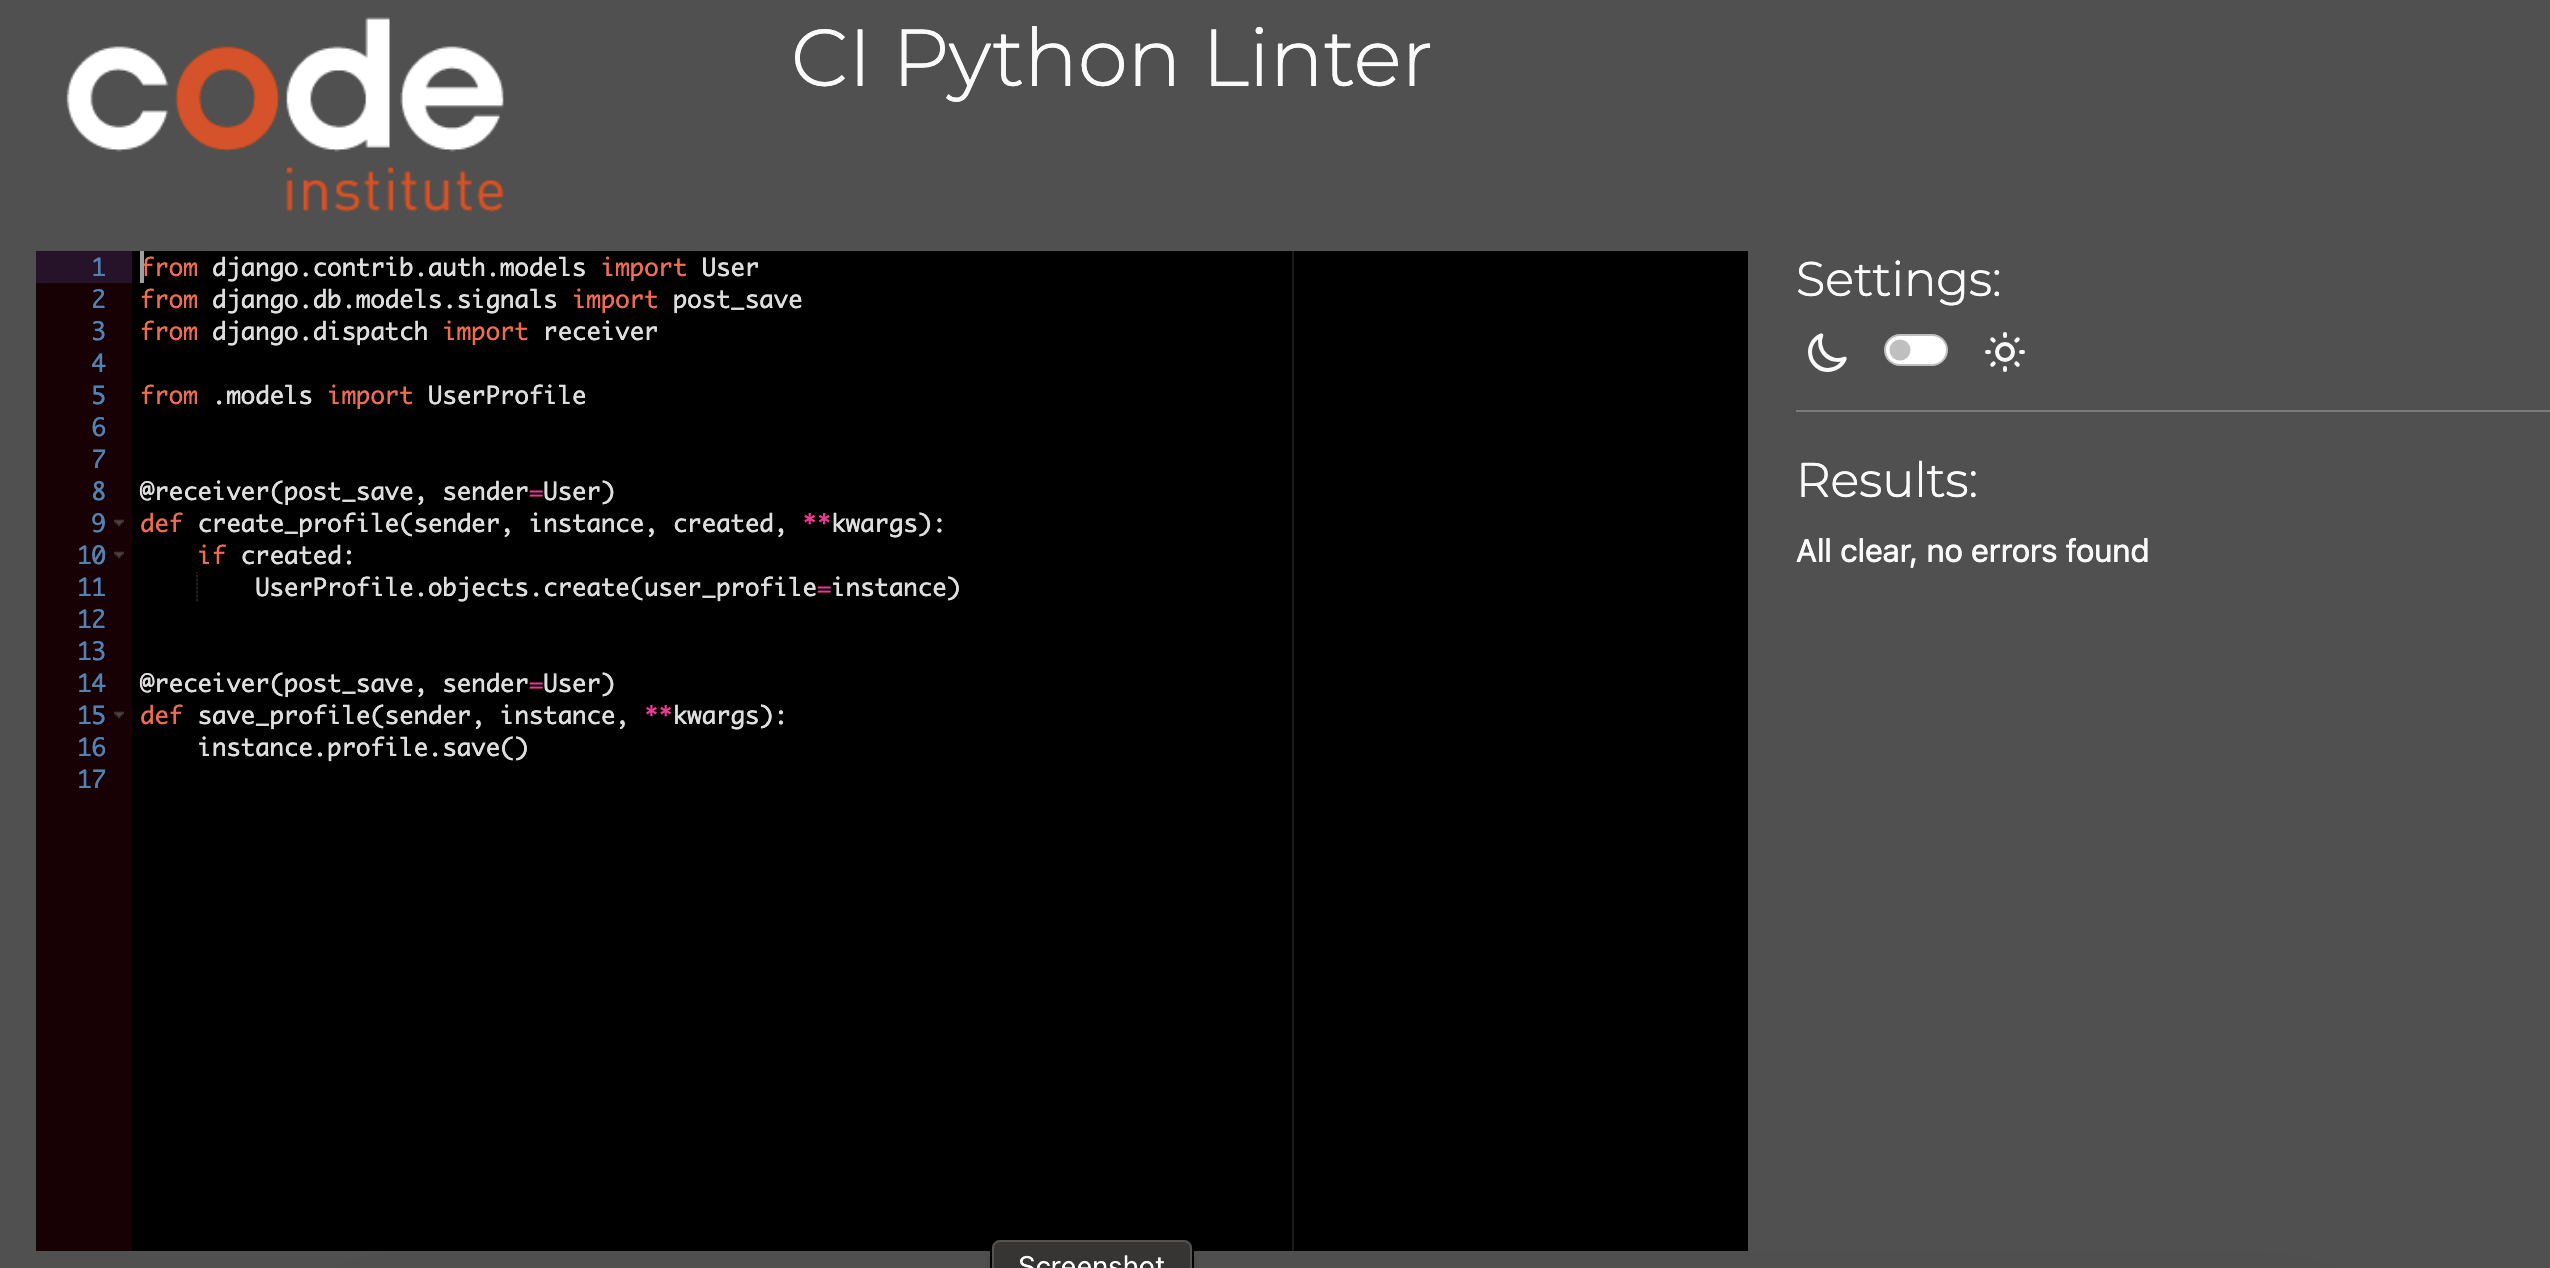 code
institute
CI Python Linter
1 from django.contrib.auth.models import User
2 from django.db.models.signals import post_save
3 from django.dispatch import receiver
4
5 from .models import UserProfile
6
7
8 @receiver(post_save, sender=User)
9 def create_profile(sender, instance, created, **kwargs):
10     if created:
11         UserProfile.objects.create(user_profile=instance)
12
13
14 @receiver(post_save, sender=User)
15 def save_profile(sender, instance, **kwargs):
16     instance.profile.save()
17
Settings:
Results:
All clear, no errors found
Screenshot